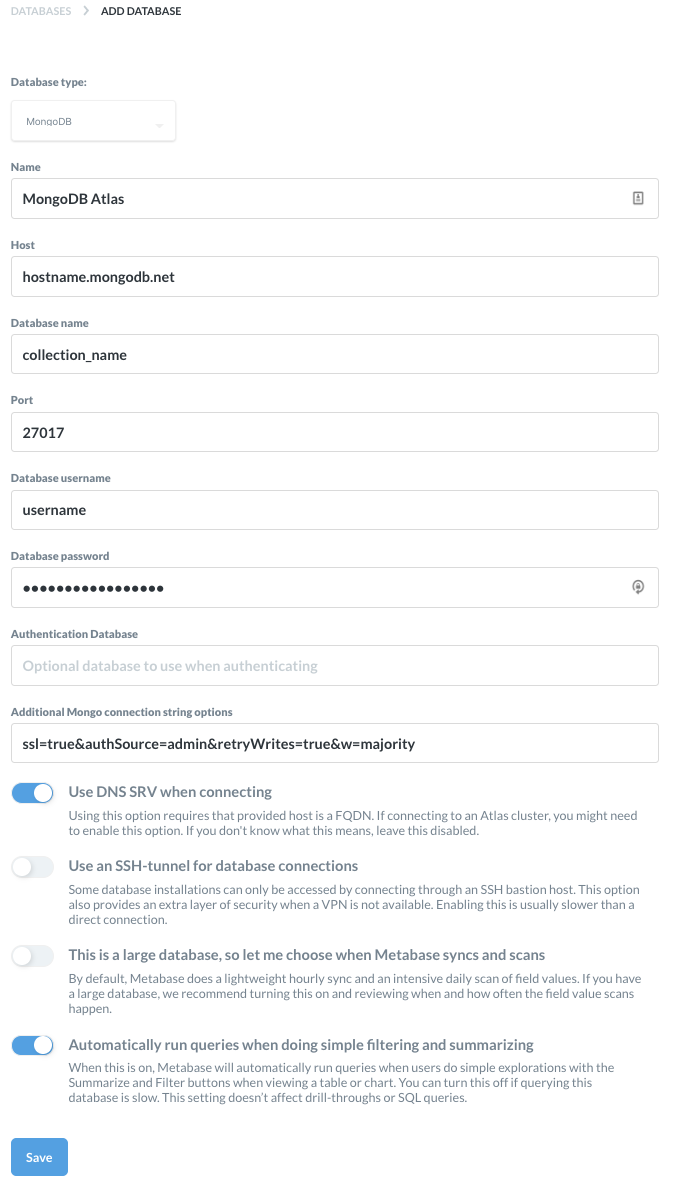 DATABASES > ADD DATABASE
Database type:
MongoDB
Name
MongoDB Atlas
Host
hostname.mongodb.net
Database name
collection_name
Port
27017
Database username
username
Database password
•••••••••••••••••
Authentication Database
Optional database to use when authenticating
Additional Mongo connection string options
ssl=true&authSource=admin&retryWrites=true&w=majority
Use DNS SRV when connecting
Using this option requires that provided host is a FQDN. If connecting to an Atlas cluster, you might need
to enable this option. If you don't know what this means, leave this disabled.
Use an SSH-tunnel for database connections
Some database installations can only be accessed by connecting through an SSH bastion host. This option
also provides an extra layer of security when a VPN is not available. Enabling this is usually slower than a
direct connection.
This is a large database, so let me choose when Metabase syncs and scans
By default, Metabase does a lightweight hourly sync and an intensive daily scan of field values. If you have
a large database, we recommend turning this on and reviewing when and how often the field value scans
happen.
Automatically run queries when doing simple filtering and summarizing
When this is on, Metabase will automatically run queries when users do simple explorations with the
Summarize and Filter buttons when viewing a table or chart. You can turn this off if querying this
database is slow. This setting doesn't affect drill-throughs or SQL queries.
Save